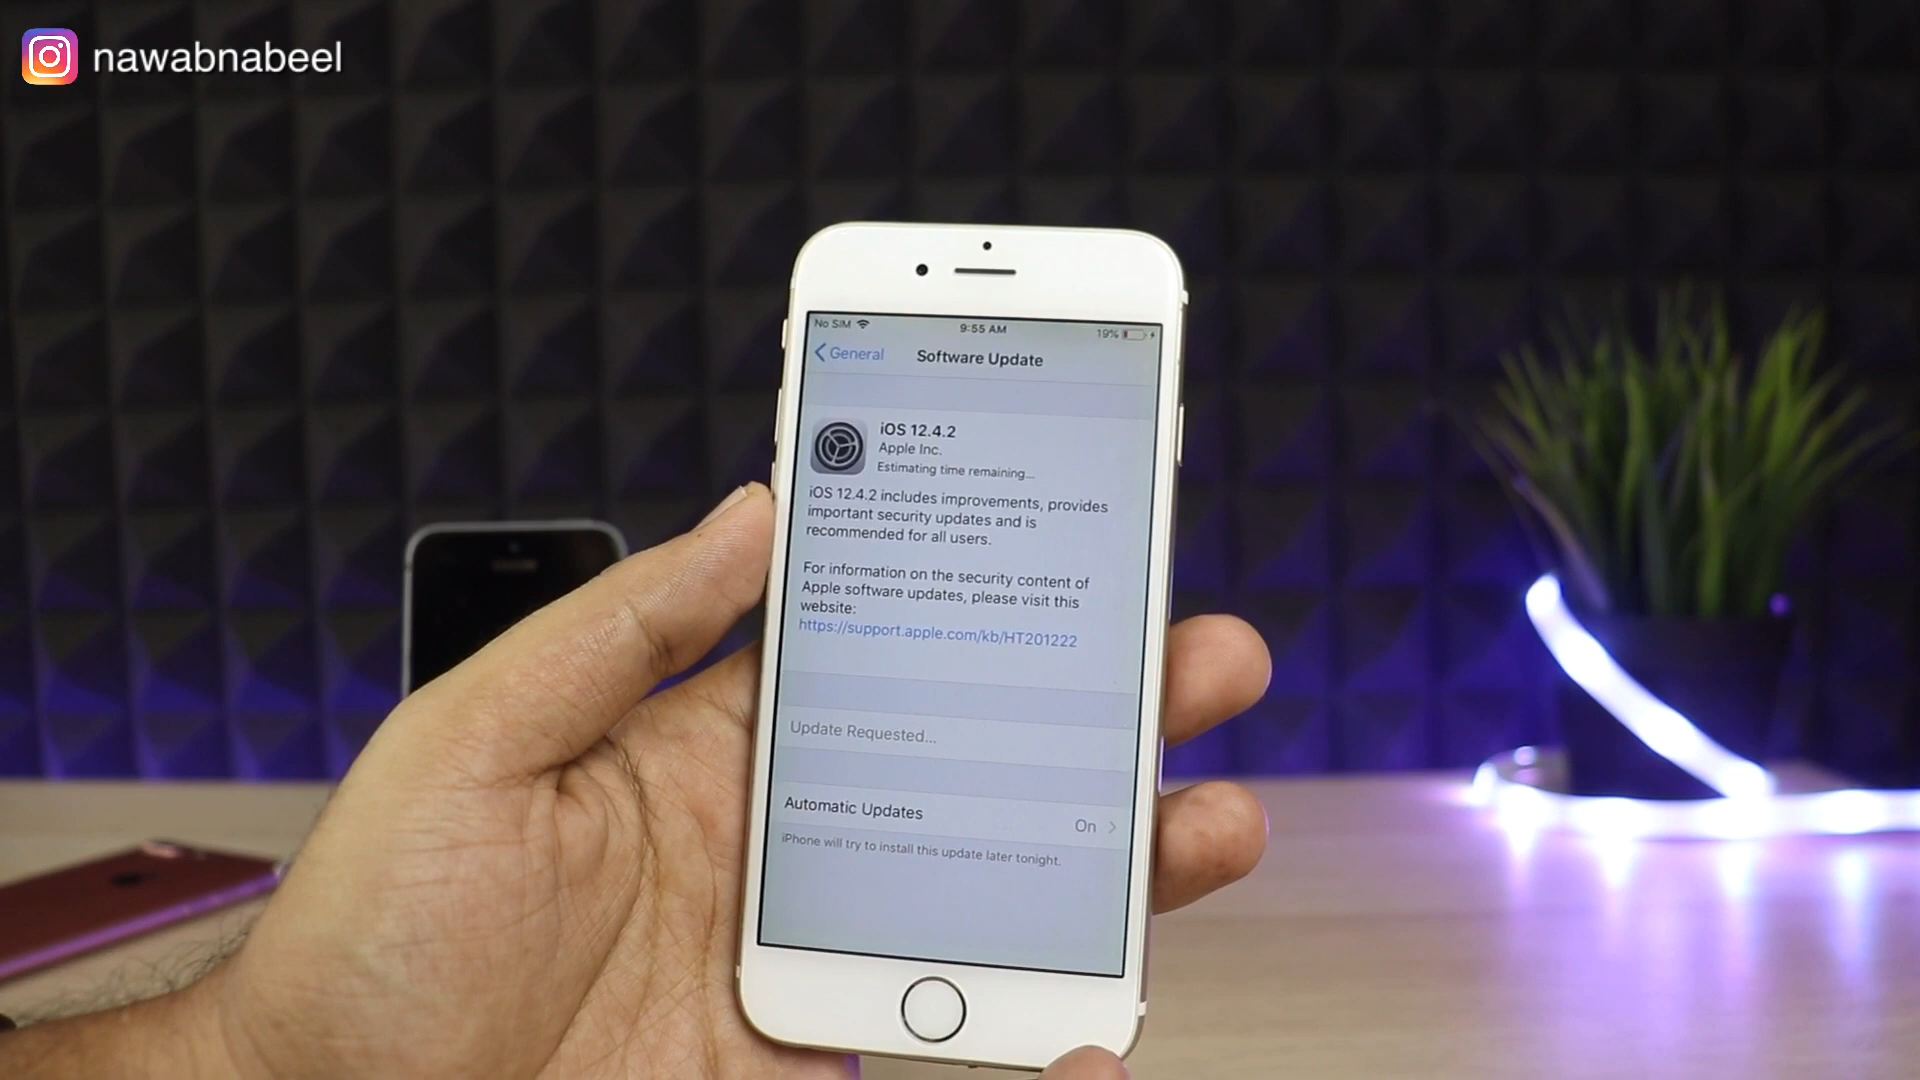 nawabnabeel
No SIM
9:55 AM
19%
General
Software Update
iOS 12.4.2
Apple Inc.
Estimating time remaining...
iOS 12.4.2 includes improvements, provides
important security updates and is
recommended for all users.
For information on the security content of
Apple software updates, please visit this
website:
https://support.apple.com/kb/HT201222
Update Requested...
Automatic Updates
On
iPhone will try to install this update later tonight.